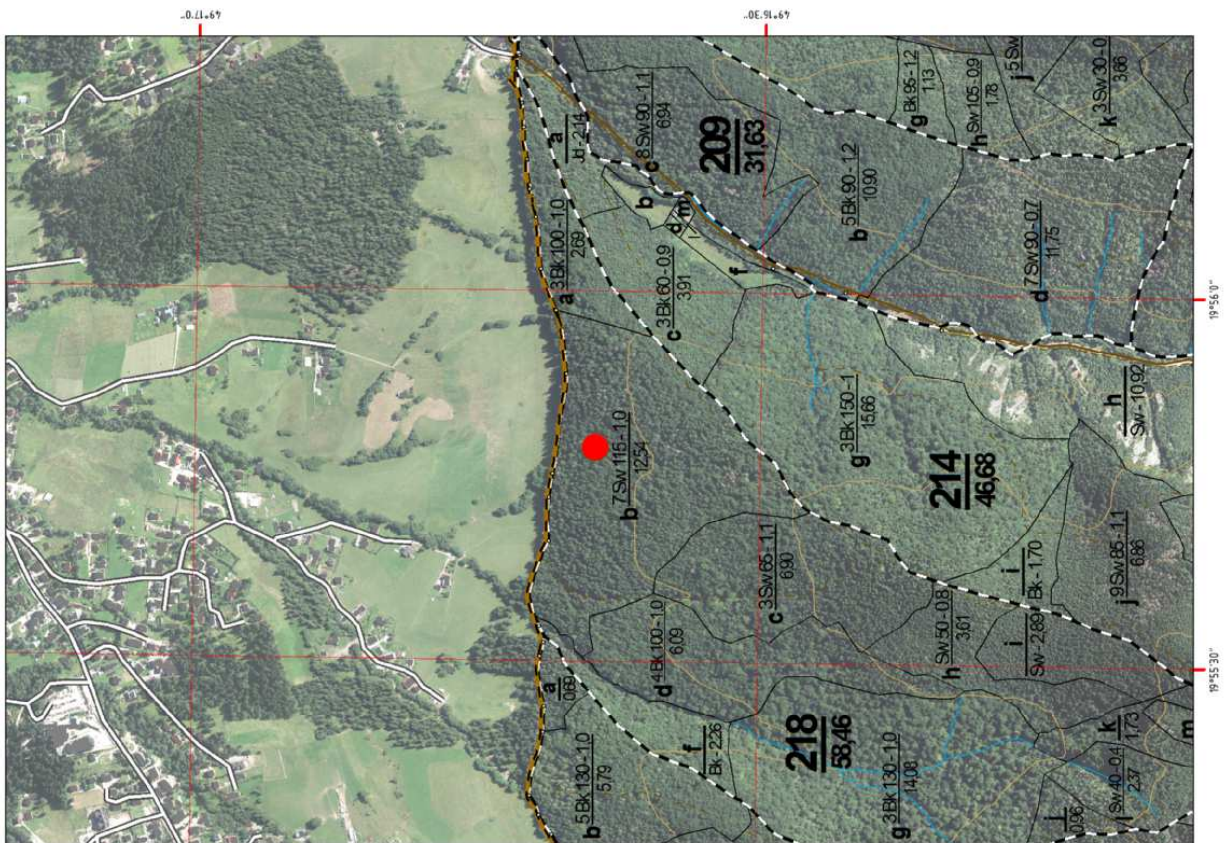 49°17'0"
49°16'30"
19°56'0"
19°55'30"
a
Jd - 2,14
c 8 Sw 90 - 1,1
6,94
209
31,63
g Bk 95 - 1,2
1,13
h Sw 105 - 0,9
1,78
j 5 Sw
k 3 Sw 30 - 0
3,86
a 3 Bk 100 - 1,0
2,69
b
d
m
l
f
b 5 Bk 90 - 1,2
10,90
d 7 Sw 90 - 0,7
11,75
c 3 Bk 60 - 0,9
3,91
b 7 Sw 115 - 1,0
12,54
g 3 Bk 150 - 1
15,66
h
Sw - 10,92
214
46,68
c 3 Sw 65 - 1,1
6,90
i
Bk - 1,70
j 9 Sw 85 - 1,1
6,86
d 4 Bk 100 - 1,0
6,09
h Sw 50 - 0,8
3,61
i
Sw - 2,89
a
0,69
b 5 Bk 130 - 1,0
5,79
f
Bk - 2,26
218
58,46
g 3 Bk 130 - 1,0
14,08
j
0,96
l Sw 40 - 0,4
2,37
k
1,73
m